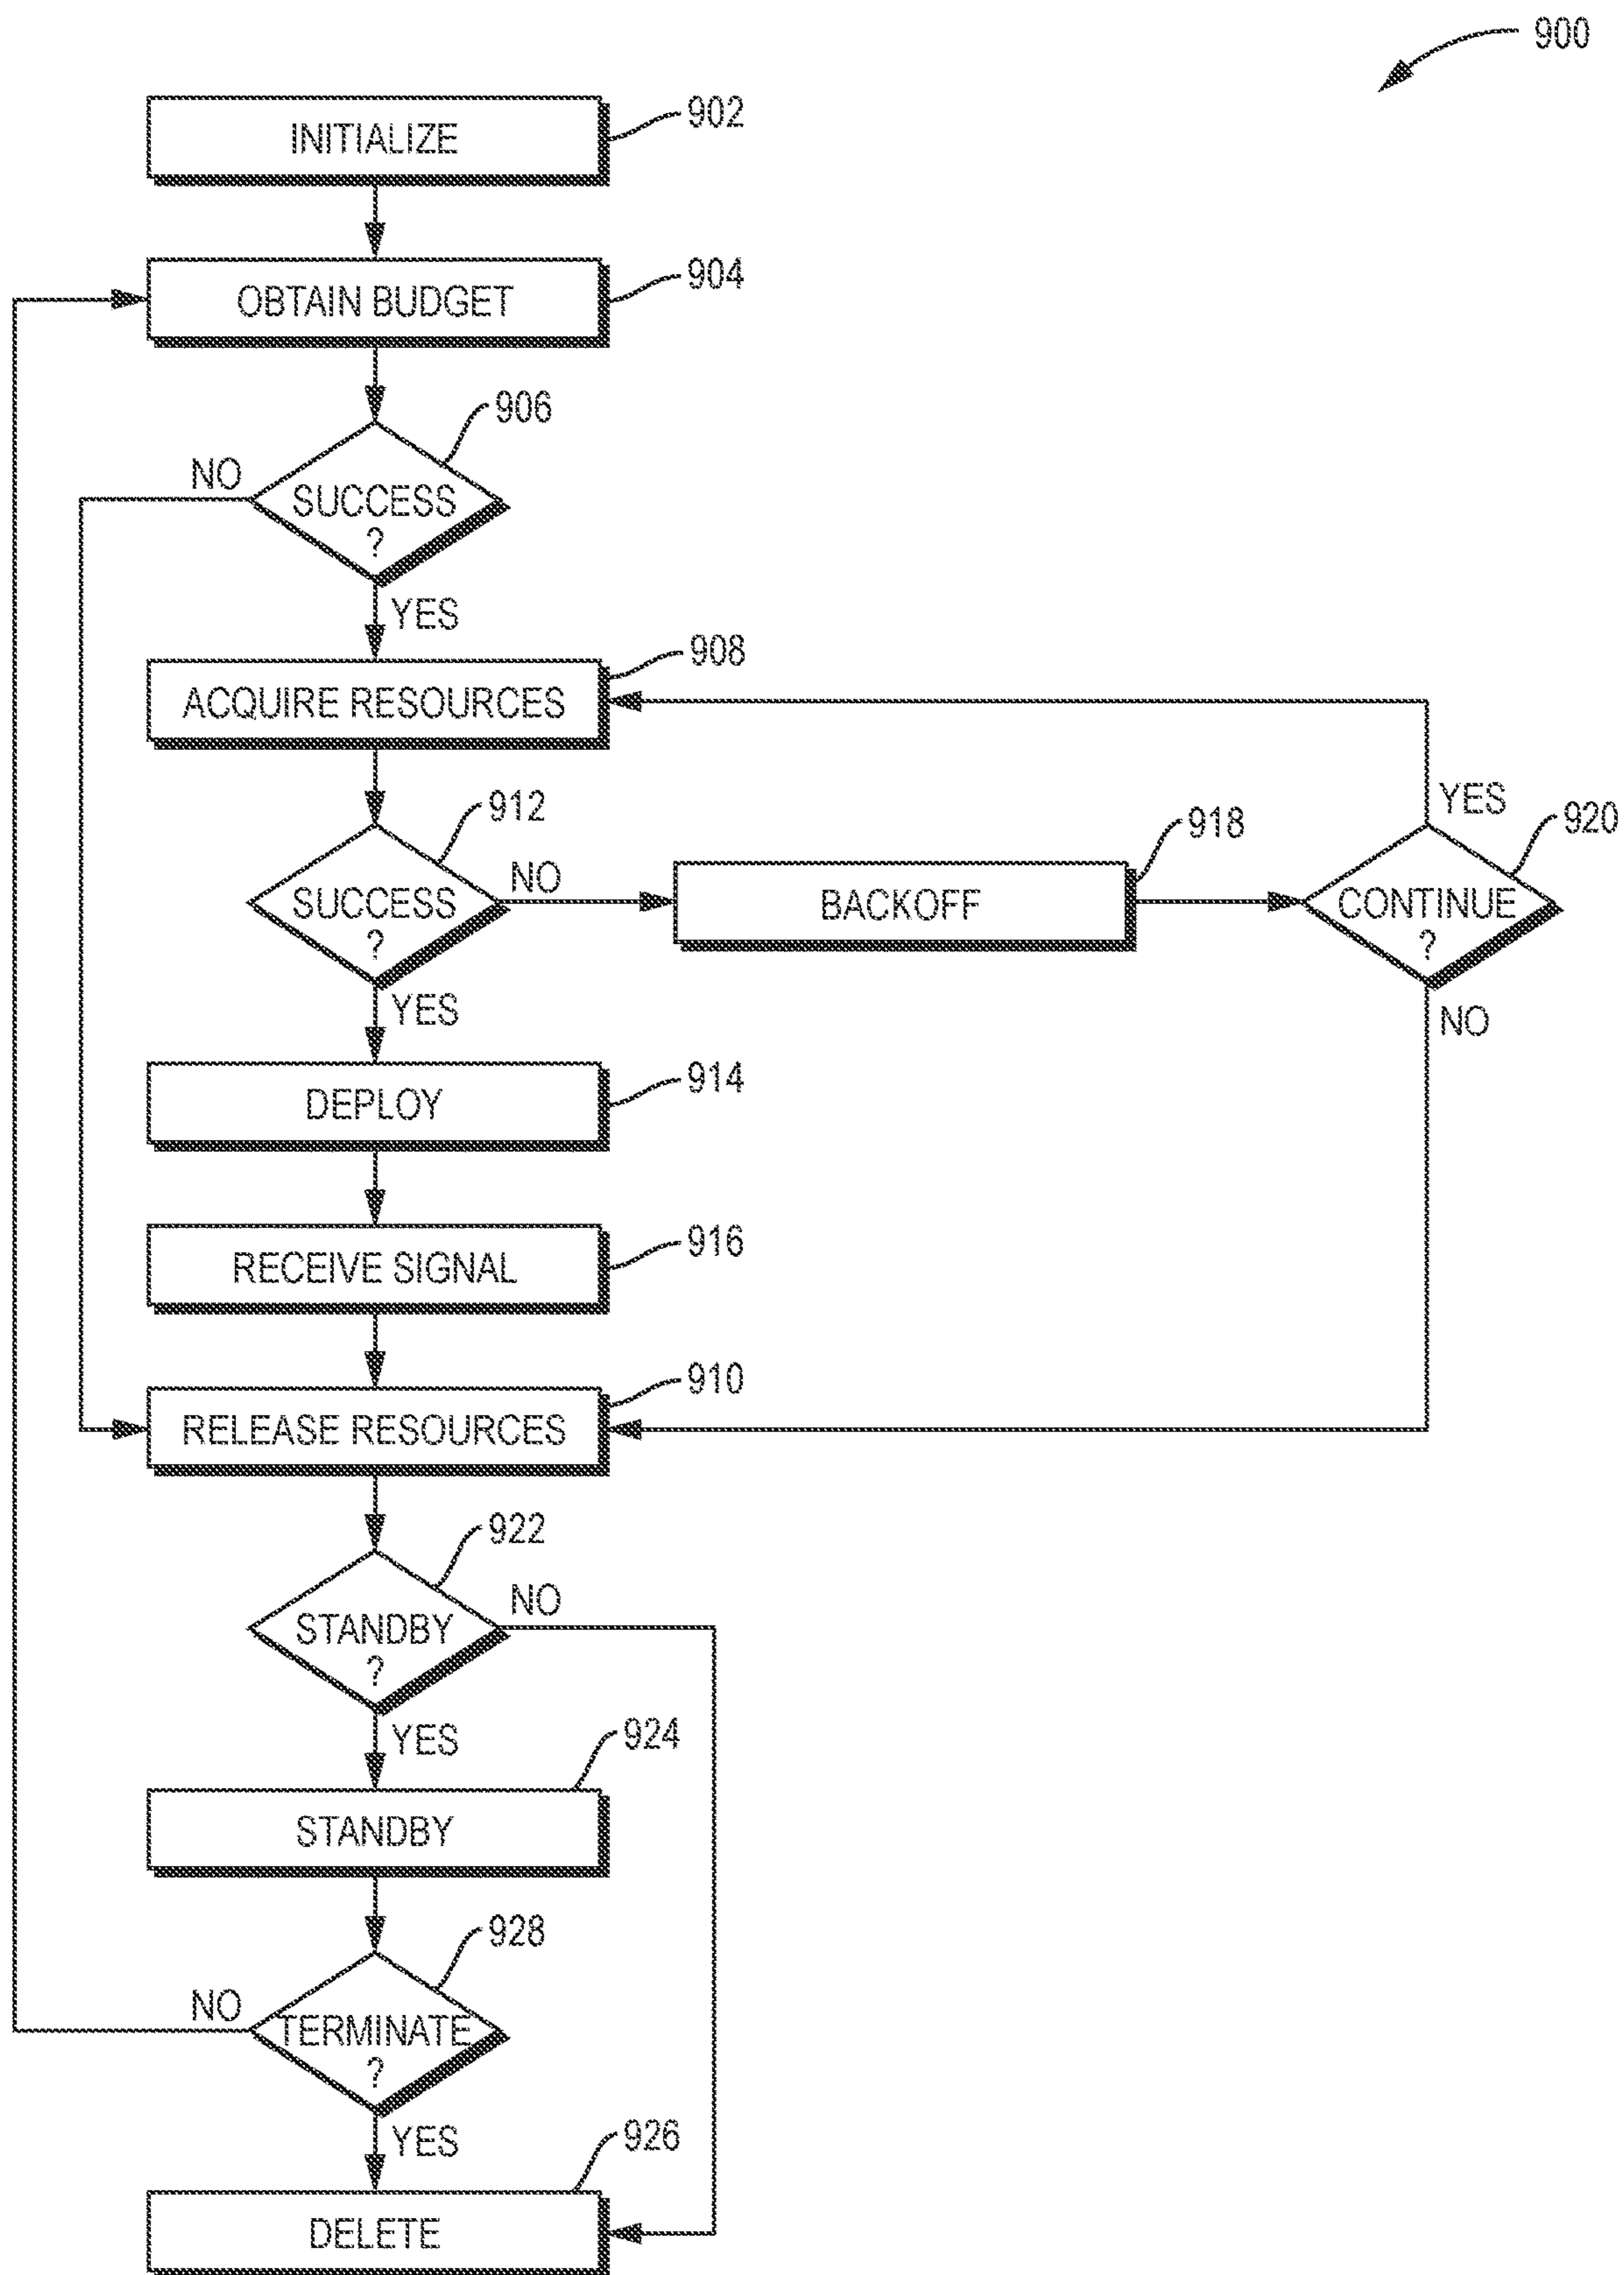 900
INITIALIZE
902
OBTAIN BUDGET
904
906
NO
SUCCESS
?
YES
908
ACQUIRE RESOURCES
912
NO
SUCCESS
?
YES
918
BACKOFF
YES
920
CONTINUE
?
NO
DEPLOY
914
RECEIVE SIGNAL
916
RELEASE RESOURCES
910
922
NO
STANDBY
?
YES
924
STANDBY
928
NO
TERMINATE
?
YES
926
DELETE